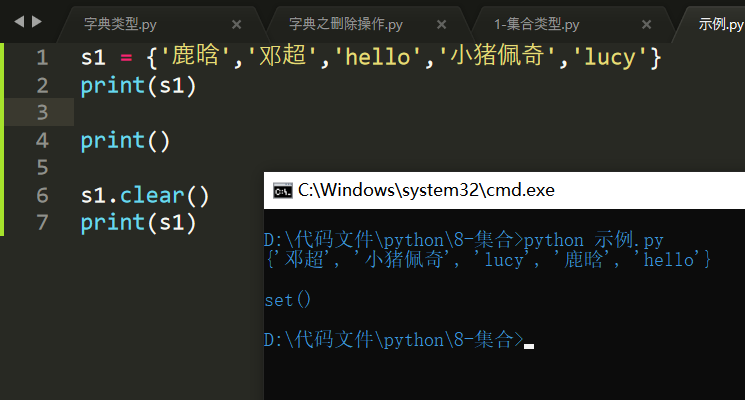 字典类型.py
字典之删除操作.py
1-集合类型.py
示例.py
1 s1 = {'鹿晗','邓超','hello','小猪佩奇','lucy'}
2 print(s1)
3
4 print()
5
6 s1.clear()
7 print(s1)
C:\Windows\system32\cmd.exe
D:\代码文件\python\8-集合>python 示例.py
{'邓超', '小猪佩奇', 'lucy', '鹿晗', 'hello'}
set()
D:\代码文件\python\8-集合>